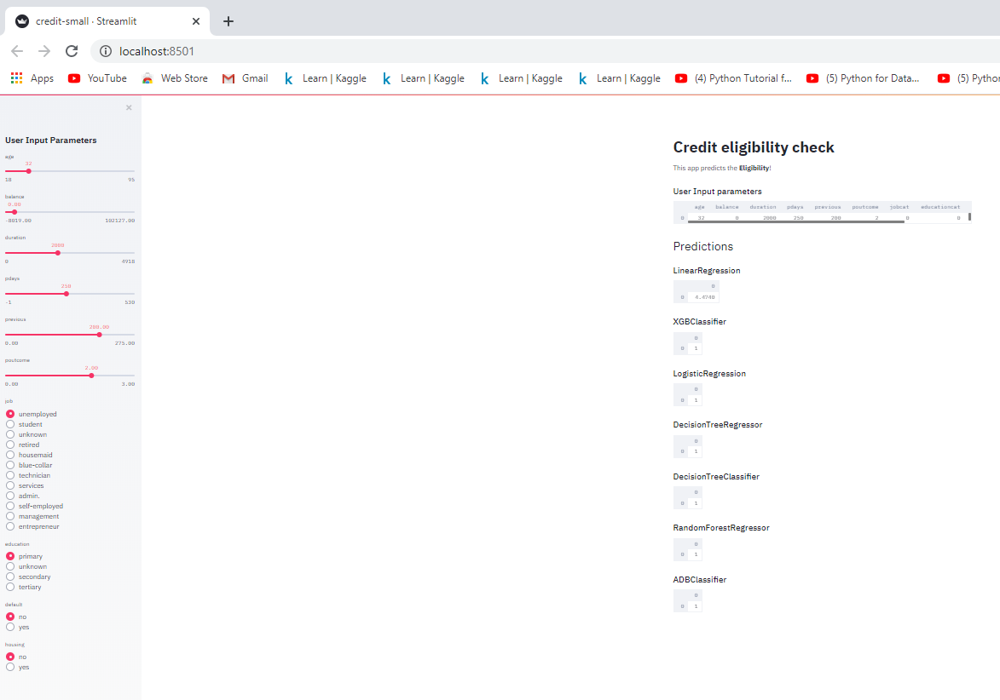 credit-small · Streamlit
localhost:8501
Apps YouTube Web Store Gmail Learn | Kaggle Learn | Kaggle Learn | Kaggle Learn | Kaggle (4) Python Tutorial f... (5) Python for Data... (5) Pytho
User Input Parameters
age
32
18 95
balance
0.00
-8019.00 102127.00
duration
2000
0 4918
pdays
250
-1 530
previous
200.00
0.00 275.00
poutcome
2.00
0.00 3.00
job
unemployed
student
unknown
retired
housemaid
blue-collar
technician
services
admin.
self-employed
management
entrepreneur
education
primary
unknown
secondary
tertiary
default
no
yes
housing
no
yes
Credit eligibility check
This app predicts the Eligibility!
User Input parameters
age balance duration pdays previous poutcome jobcat educationcat
0 32 0 2000 250 200 2 0 0
Predictions
LinearRegression
0
0 4.4740
XGBClassifier
0
0 1
LogisticRegression
0
0 1
DecisionTreeRegressor
0
0 1
DecisionTreeClassifier
0
0 1
RandomForestRegressor
0
0 1
ADBClassifier
0
0 1